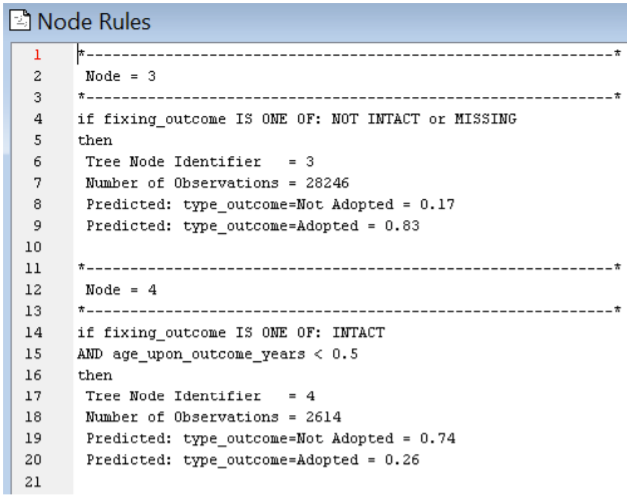 Node Rules
1 *------------------------------------------------------------*
2 Node = 3
3 *------------------------------------------------------------*
4 if fixing_outcome IS ONE OF: NOT INTACT or MISSING
5 then
6 Tree Node Identifier   = 3
7 Number of Observations = 28246
8 Predicted: type_outcome=Not Adopted = 0.17
9 Predicted: type_outcome=Adopted = 0.83
10
11 *------------------------------------------------------------*
12 Node = 4
13 *------------------------------------------------------------*
14 if fixing_outcome IS ONE OF: INTACT
15 AND age_upon_outcome_years < 0.5
16 then
17 Tree Node Identifier   = 4
18 Number of Observations = 2614
19 Predicted: type_outcome=Not Adopted = 0.74
20 Predicted: type_outcome=Adopted = 0.26
21